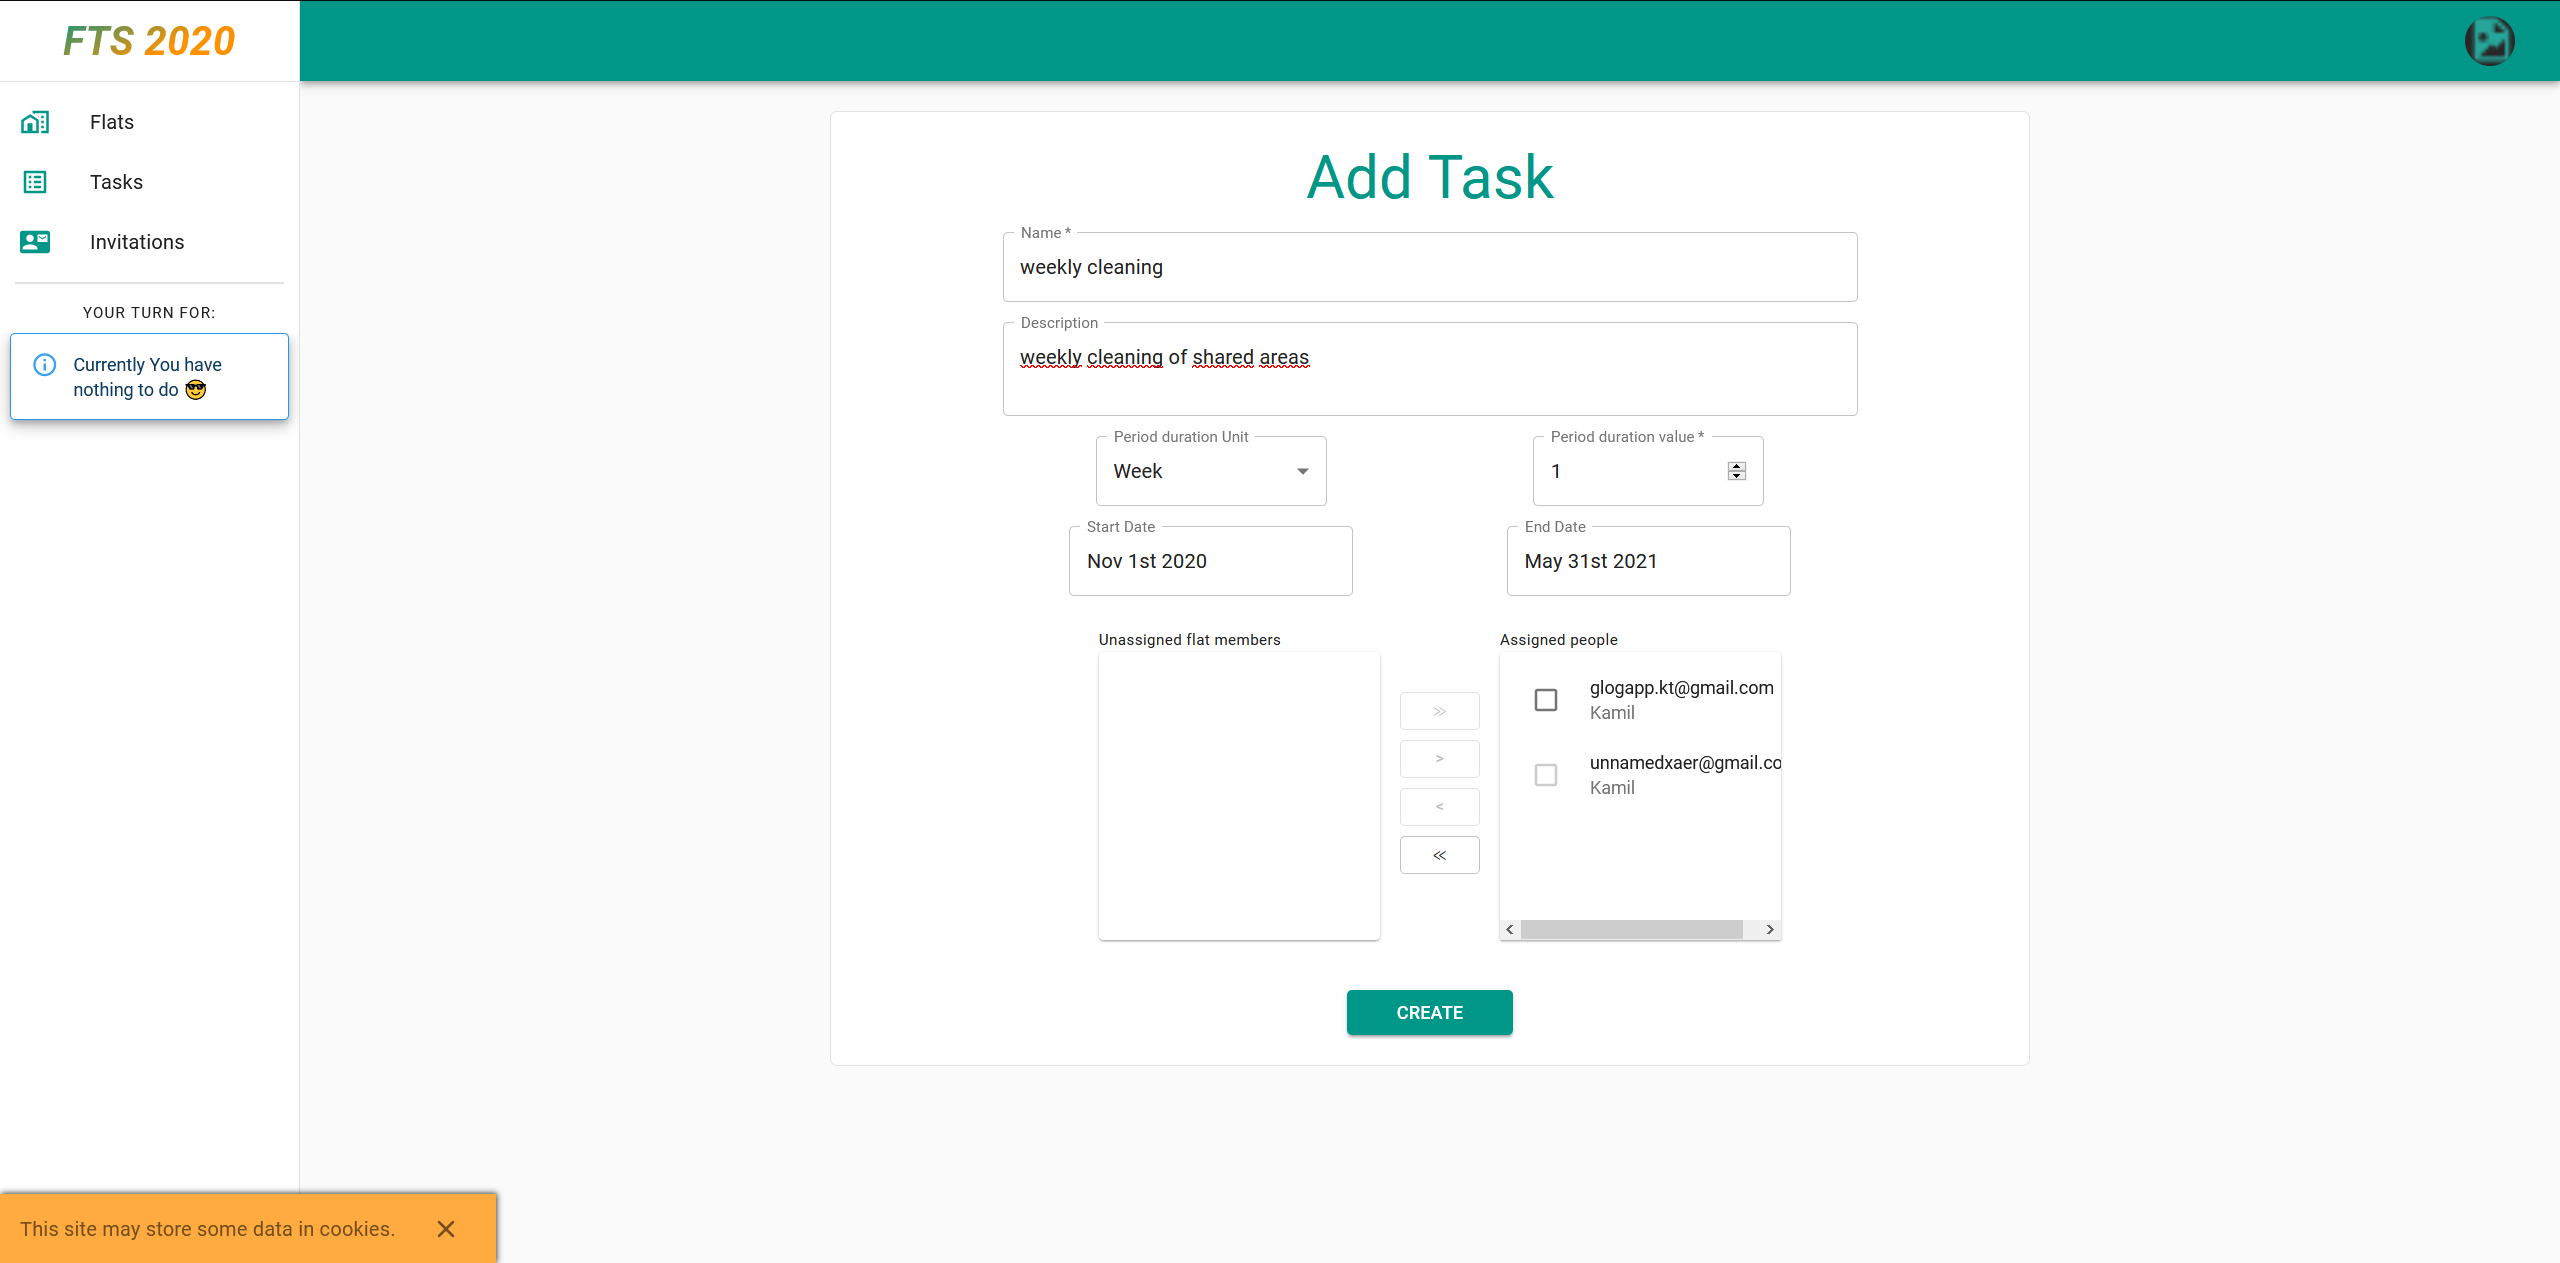 FTS 2020
Flats
Tasks
Invitations
YOUR TURN FOR:
Currently You have
nothing to do 😎
Add Task
Name *
weekly cleaning
Description
weekly cleaning of shared areas
Period duration Unit
Week
Period duration value *
1
Start Date
Nov 1st 2020
End Date
May 31st 2021
Unassigned flat members
Assigned people
≫
>
<
≪
glogapp.kt@gmail.com
Kamil
unnamedxaer@gmail.co
Kamil
CREATE
This site may store some data in cookies.